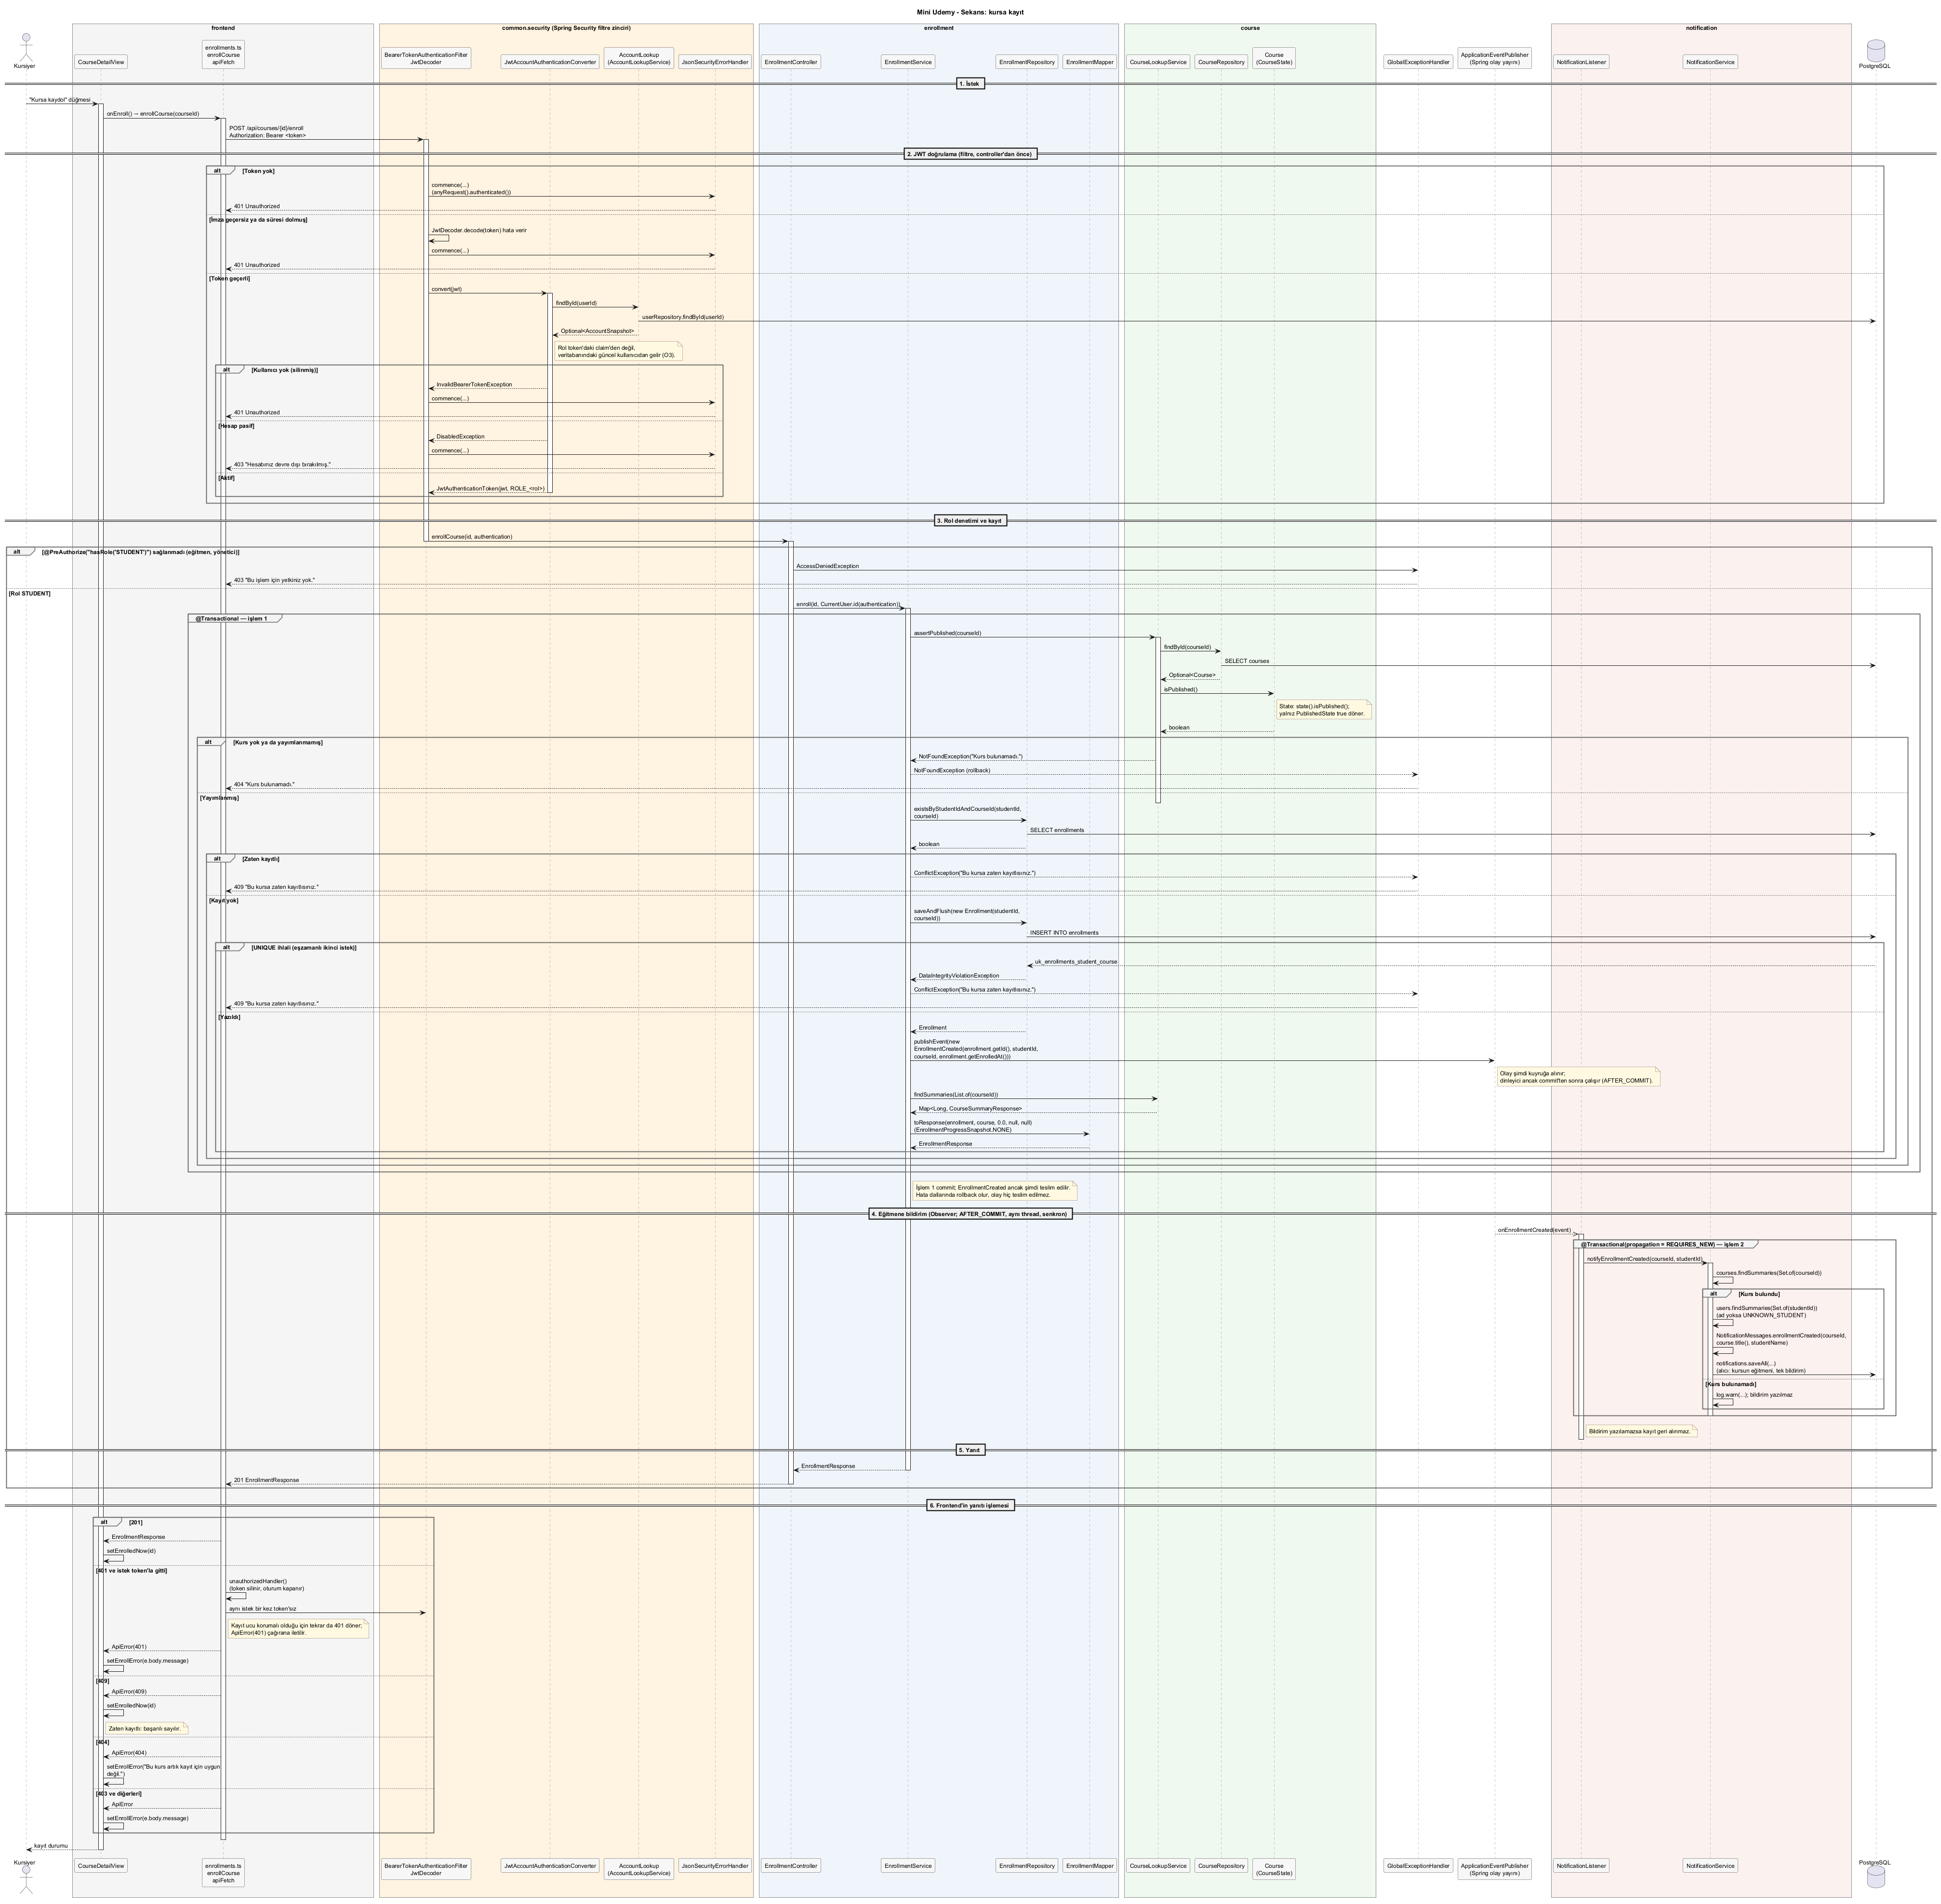 Mini Udemy - Sekans: kursa kayıt
frontend
common.security (Spring Security filtre zinciri)
enrollment
course
notification
Kursiyer
CourseDetailView
enrollments.ts
enrollCourse
apiFetch
BearerTokenAuthenticationFilter
JwtDecoder
JwtAccountAuthenticationConverter
AccountLookup
(AccountLookupService)
JsonSecurityErrorHandler
EnrollmentController
EnrollmentService
EnrollmentRepository
EnrollmentMapper
CourseLookupService
CourseRepository
Course
(CourseState)
GlobalExceptionHandler
ApplicationEventPublisher
(Spring olay yayını)
NotificationListener
NotificationService
PostgreSQL
1. İstek
"Kursa kaydol" düğmesi
onEnroll() → enrollCourse(courseId)
POST /api/courses/{id}/enroll
Authorization: Bearer <token>
2. JWT doğrulama (filtre, controller'dan önce)
alt [Token yok]
commence(...)
(anyRequest().authenticated())
401 Unauthorized
[İmza geçersiz ya da süresi dolmuş]
JwtDecoder.decode(token) hata verir
commence(...)
401 Unauthorized
[Token geçerli]
convert(jwt)
findById(userId)
userRepository.findById(userId)
Optional<AccountSnapshot>
Rol token'daki claim'den değil,
veritabanındaki güncel kullanıcıdan gelir (O3).
alt [Kullanıcı yok (silinmiş)]
InvalidBearerTokenException
commence(...)
401 Unauthorized
[Hesap pasif]
DisabledException
commence(...)
403 "Hesabınız devre dışı bırakılmış."
[Aktif]
JwtAuthenticationToken(jwt, ROLE_<rol>)
3. Rol denetimi ve kayıt
enrollCourse(id, authentication)
alt [@PreAuthorize("hasRole('STUDENT')") sağlanmadı (eğitmen, yönetici)]
AccessDeniedException
403 "Bu işlem için yetkiniz yok."
[Rol STUDENT]
enroll(id, CurrentUser.id(authentication))
@Transactional — işlem 1
assertPublished(courseId)
findById(courseId)
SELECT courses
Optional<Course>
isPublished()
State: state().isPublished();
yalnız PublishedState true döner.
boolean
alt [Kurs yok ya da yayımlanmamış]
NotFoundException("Kurs bulunamadı.")
NotFoundException (rollback)
404 "Kurs bulunamadı."
[Yayımlanmış]
existsByStudentIdAndCourseId(studentId,
courseId)
SELECT enrollments
boolean
alt [Zaten kayıtlı]
ConflictException("Bu kursa zaten kayıtlısınız.")
409 "Bu kursa zaten kayıtlısınız."
[Kayıt yok]
saveAndFlush(new Enrollment(studentId,
courseId))
INSERT INTO enrollments
alt [UNIQUE ihlali (eşzamanlı ikinci istek)]
uk_enrollments_student_course
DataIntegrityViolationException
ConflictException("Bu kursa zaten kayıtlısınız.")
409 "Bu kursa zaten kayıtlısınız."
[Yazıldı]
Enrollment
publishEvent(new
EnrollmentCreated(enrollment.getId(), studentId,
courseId, enrollment.getEnrolledAt()))
Olay şimdi kuyruğa alınır;
dinleyici ancak commit'ten sonra çalışır (AFTER_COMMIT).
findSummaries(List.of(courseId))
Map<Long, CourseSummaryResponse>
toResponse(enrollment, course, 0.0, null, null)
(EnrollmentProgressSnapshot.NONE)
EnrollmentResponse
İşlem 1 commit; EnrollmentCreated ancak şimdi teslim edilir.
Hata dallarında rollback olur, olay hiç teslim edilmez.
4. Eğitmene bildirim (Observer; AFTER_COMMIT, aynı thread, senkron)
onEnrollmentCreated(event)
@Transactional(propagation = REQUIRES_NEW) — işlem 2
notifyEnrollmentCreated(courseId, studentId)
courses.findSummaries(Set.of(courseId))
alt [Kurs bulundu]
users.findSummaries(Set.of(studentId))
(ad yoksa UNKNOWN_STUDENT)
NotificationMessages.enrollmentCreated(courseId,
course.title(), studentName)
notifications.saveAll(...)
(alıcı: kursun eğitmeni, tek bildirim)
[Kurs bulunamadı]
log.warn(...); bildirim yazılmaz
Bildirim yazılamazsa kayıt geri alınmaz.
5. Yanıt
EnrollmentResponse
201 EnrollmentResponse
6. Frontend'in yanıtı işlemesi
alt [201]
EnrollmentResponse
setEnrolledNow(id)
[401 ve istek token'la gitti]
unauthorizedHandler()
(token silinir, oturum kapanır)
aynı istek bir kez token'sız
Kayıt ucu korumalı olduğu için tekrar da 401 döner;
ApiError(401) çağırana iletilir.
ApiError(401)
setEnrollError(e.body.message)
[409]
ApiError(409)
setEnrolledNow(id)
Zaten kayıtlı: başarılı sayılır.
[404]
ApiError(404)
setEnrollError("Bu kurs artık kayıt için uygun
değil.")
[403 ve diğerleri]
ApiError
setEnrollError(e.body.message)
kayıt durumu
Kursiyer
CourseDetailView
enrollments.ts
enrollCourse
apiFetch
BearerTokenAuthenticationFilter
JwtDecoder
JwtAccountAuthenticationConverter
AccountLookup
(AccountLookupService)
JsonSecurityErrorHandler
EnrollmentController
EnrollmentService
EnrollmentRepository
EnrollmentMapper
CourseLookupService
CourseRepository
Course
(CourseState)
GlobalExceptionHandler
ApplicationEventPublisher
(Spring olay yayını)
NotificationListener
NotificationService
PostgreSQL